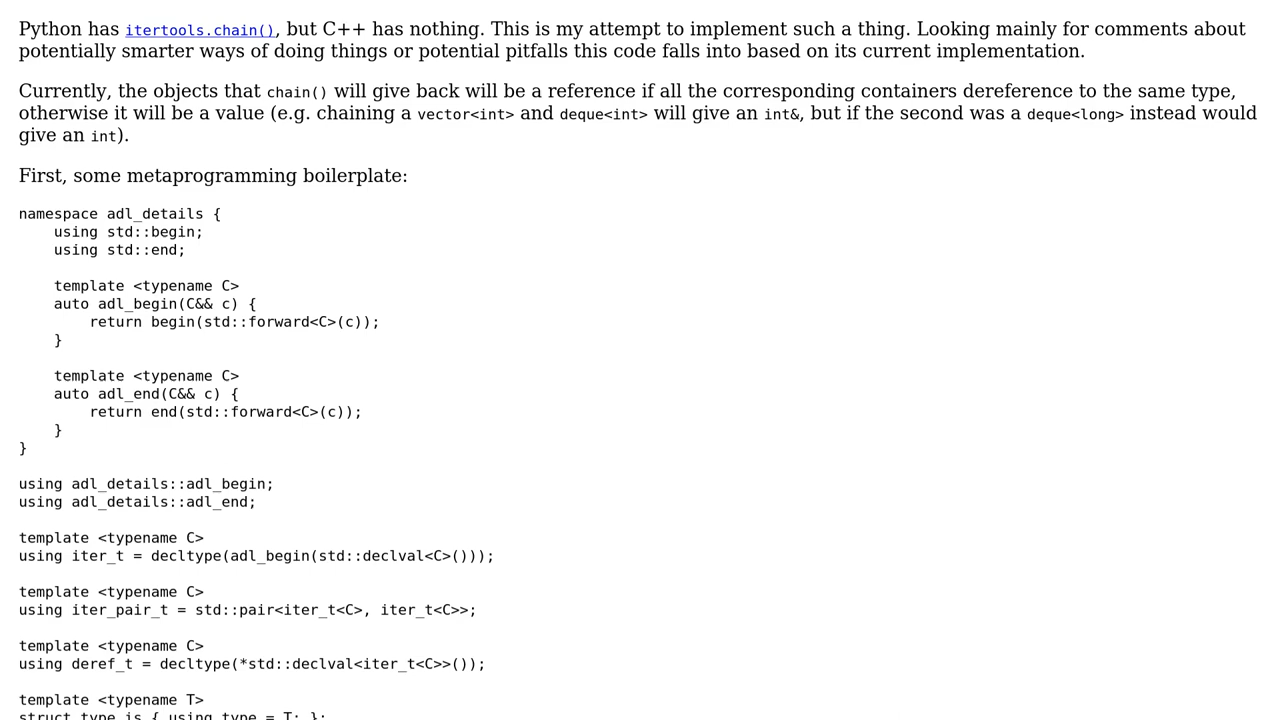 Python has itertools.chain(), but C++ has nothing. This is my attempt to implement such a thing. Looking mainly for comments about
potentially smarter ways of doing things or potential pitfalls this code falls into based on its current implementation.
Currently, the objects that chain() will give back will be a reference if all the corresponding containers dereference to the same type,
otherwise it will be a value (e.g. chaining a vector<int> and deque<int> will give an int&, but if the second was a deque<long> instead would
give an int).
First, some metaprogramming boilerplate:
namespace adl_details {
    using std::begin;
    using std::end;
    template <typename C>
    auto adl_begin(C&& c) {
        return begin(std::forward<C>(c));
    }
    template <typename C>
    auto adl_end(C&& c) {
        return end(std::forward<C>(c));
    }
}
using adl_details::adl_begin;
using adl_details::adl_end;
template <typename C>
using iter_t = decltype(adl_begin(std::declval<C>()));
template <typename C>
using iter_pair_t = std::pair<iter_t<C>, iter_t<C>>;
template <typename C>
using deref_t = decltype(*std::declval<iter_t<C>>());
template <typename T>
struct type_is { using type = T; };